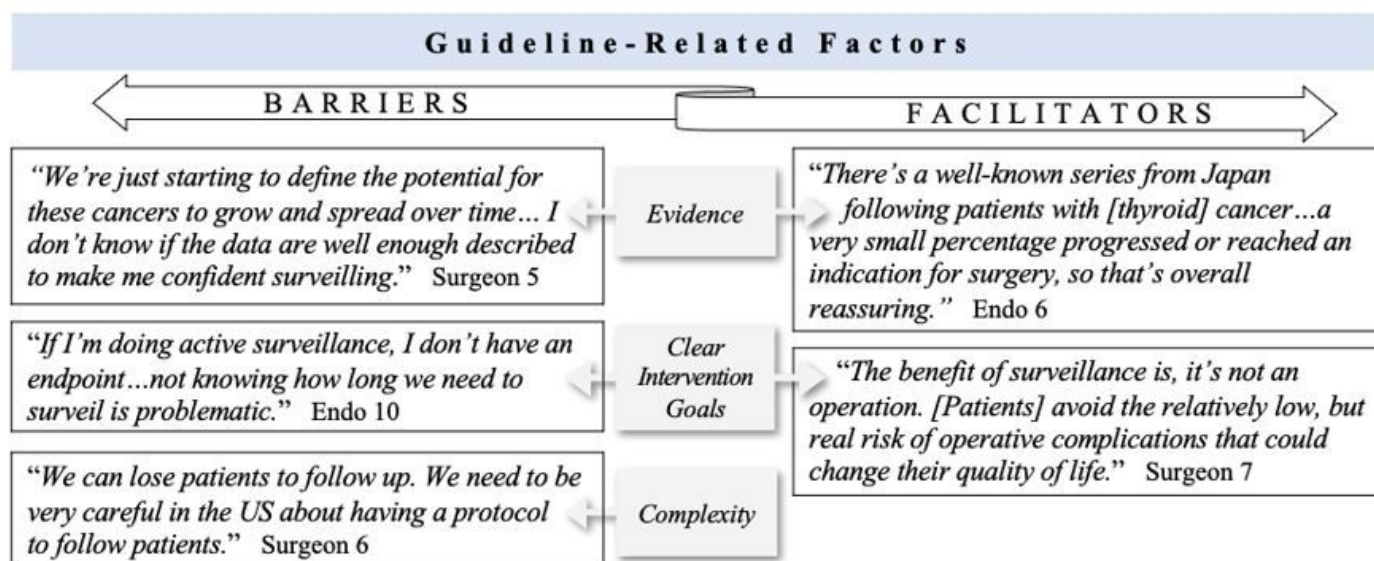 Guideline-Related Factors
BARRIERS
FACILITATORS
“We’re just starting to define the potential for
these cancers to grow and spread over time… I
don’t know if the data are well enough described
to make me confident surveilling.” Surgeon 5
Evidence
“There’s a well-known series from Japan
following patients with [thyroid] cancer…a
very small percentage progressed or reached an
indication for surgery, so that’s overall
reassuring.” Endo 6
“If I’m doing active surveillance, I don’t have an
endpoint…not knowing how long we need to
surveil is problematic.” Endo 10
Clear
Intervention
Goals
“The benefit of surveillance is, it’s not an
operation. [Patients] avoid the relatively low, but
real risk of operative complications that could
change their quality of life.” Surgeon 7
“We can lose patients to follow up. We need to be
very careful in the US about having a protocol
to follow patients.” Surgeon 6
Complexity